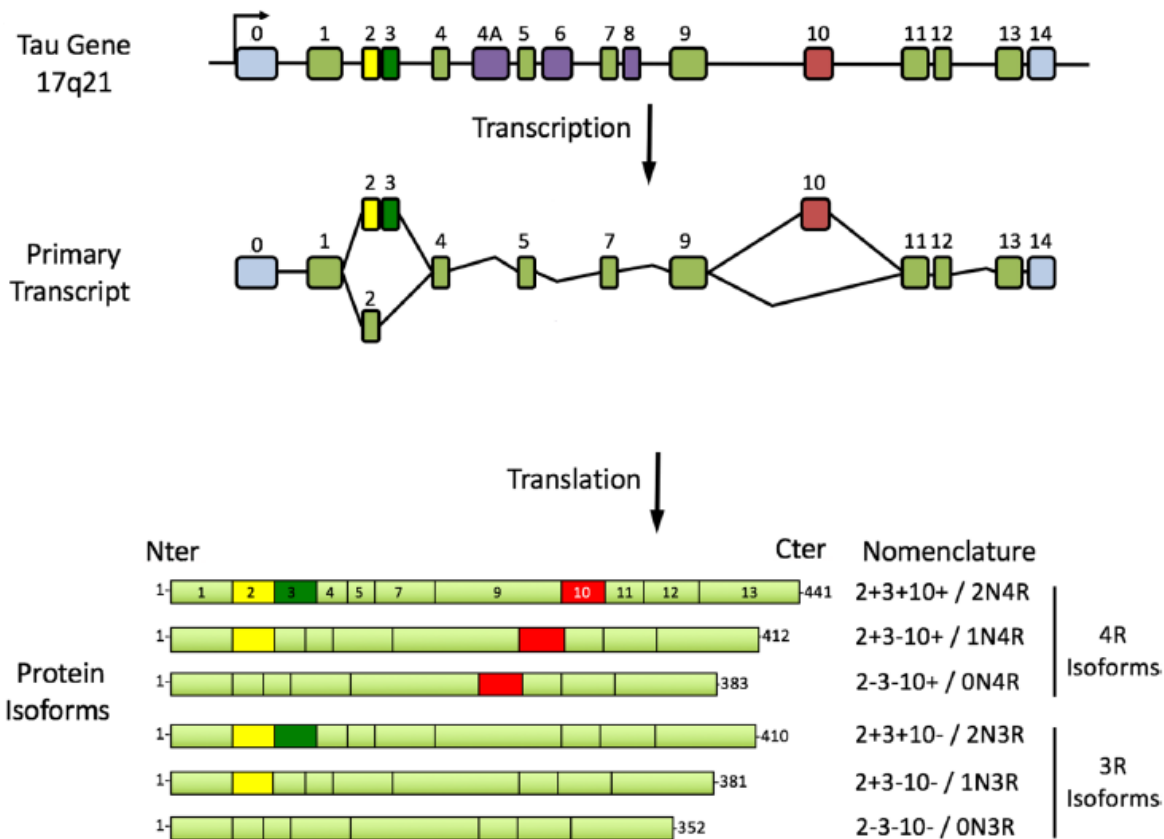 Tau Gene
17q21
0 1 2 3 4 4A 5 6 7 8 9 10 11 12 13 14
Transcription
2 3 10
Primary
Transcript
0 1 4 5 7 9 11 12 13 14
2
Translation
Nter Cter Nomenclature
1- 1 2 3 4 5 7 9 10 11 12 13 -441 2+3+10+ / 2N4R
1- -412 2+3-10+ / 1N4R
1- -383 2-3-10+ / 0N4R
4R
Isoforms
Protein
Isoforms
1- -410 2+3+10- / 2N3R
1- -381 2+3-10- / 1N3R
1- -352 2-3-10- / 0N3R
3R
Isoforms